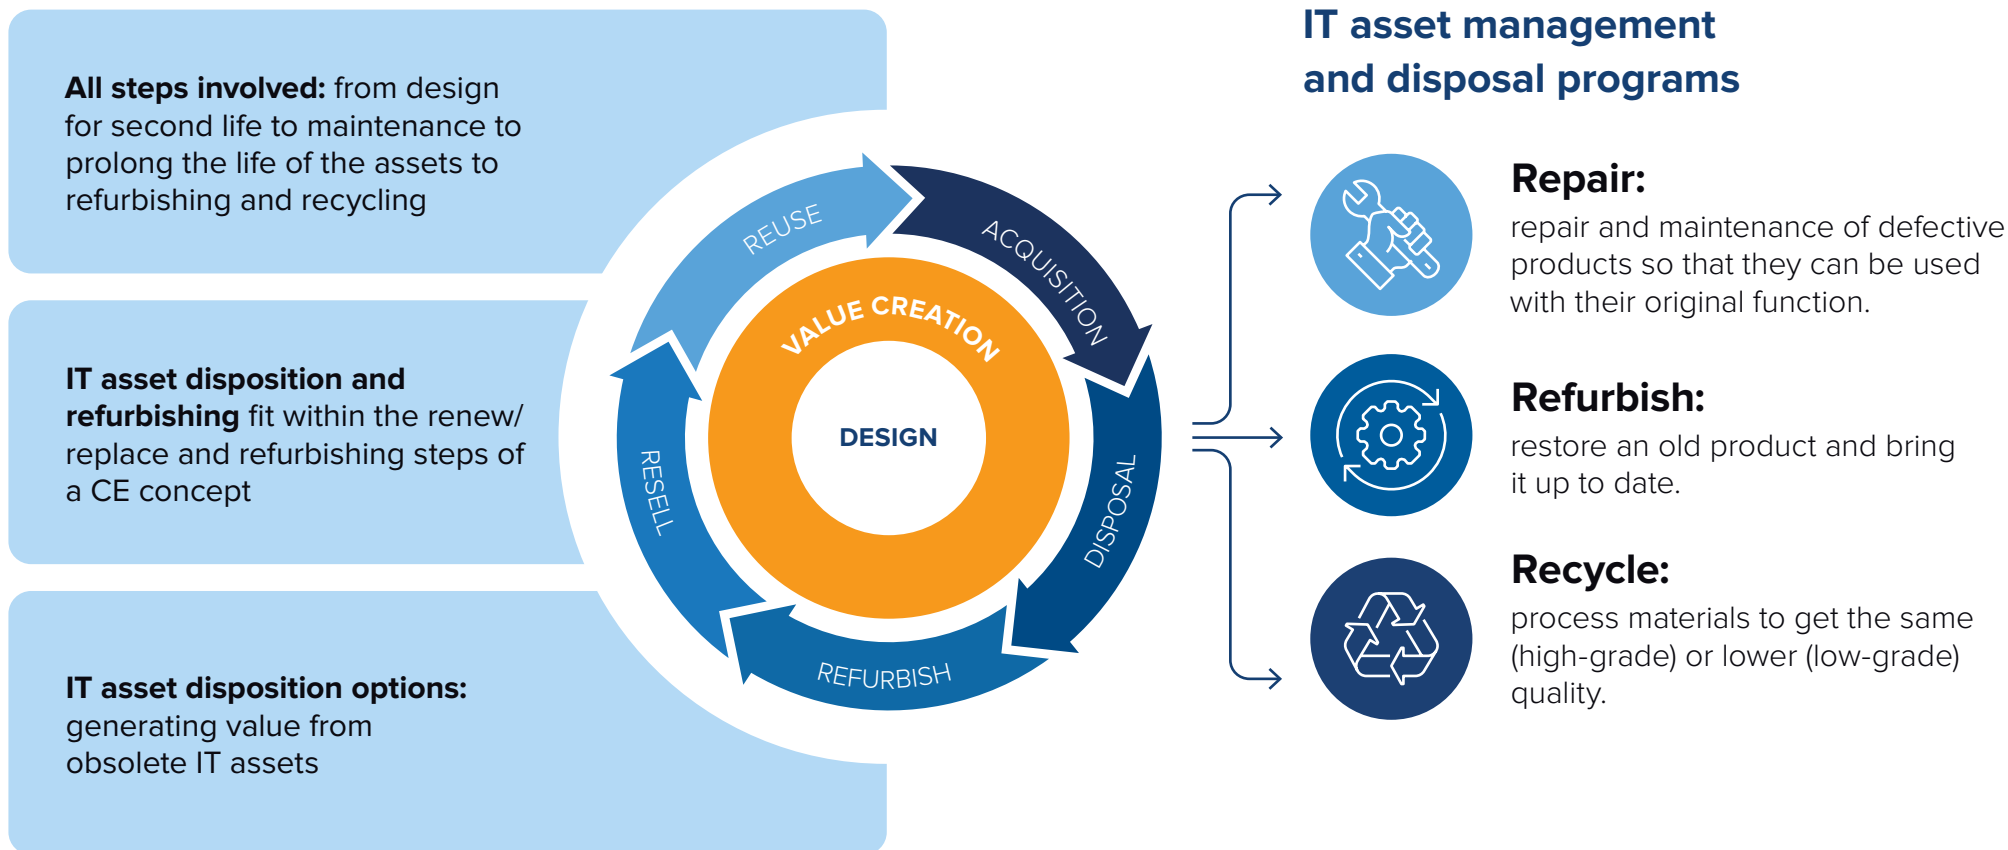 All steps involved: from design
for second life to maintenance to
prolong the life of the assets to
refurbishing and recycling
IT asset disposition and
refurbishing fit within the renew/
replace and refurbishing steps of
a CE concept
IT asset disposition options:
generating value from
obsolete IT assets
REUSE
ACQUISITION
DISPOSAL
REFURBISH
RESELL
VALUE CREATION
DESIGN
IT asset management
and disposal programs
Repair:
repair and maintenance of defective
products so that they can be used
with their original function.
Refurbish:
restore an old product and bring
it up to date.
Recycle:
process materials to get the same
(high-grade) or lower (low-grade)
quality.